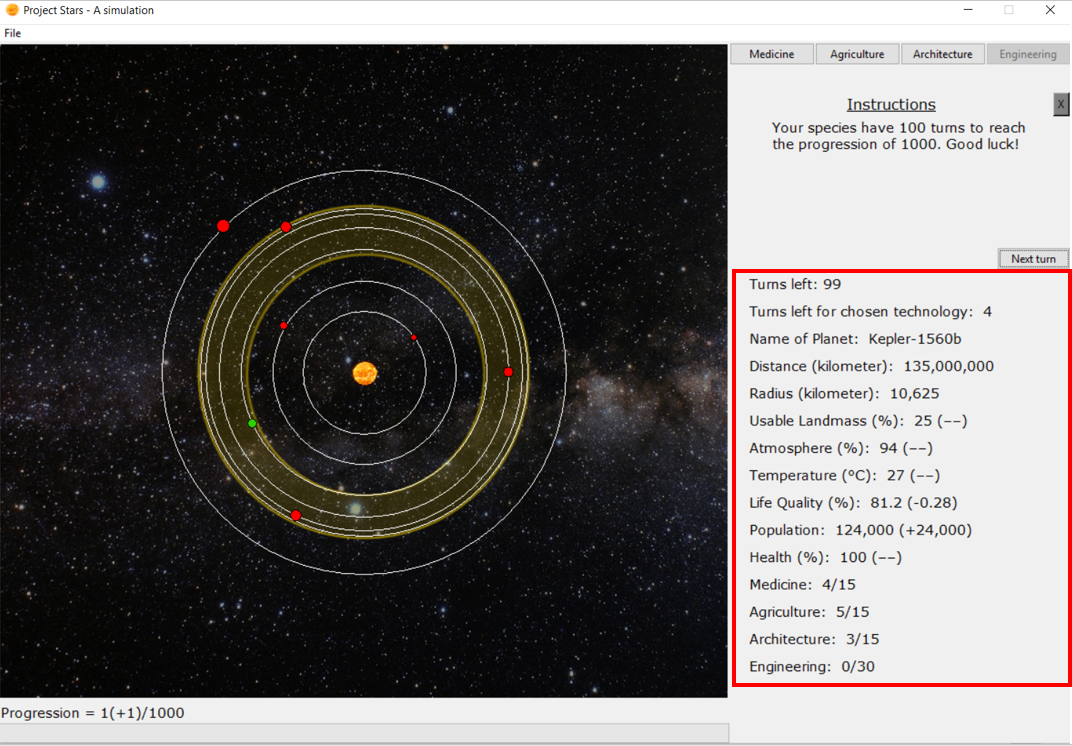 Project Stars - A simulation
File
Medicine Agriculture Architecture Engineering
Instructions
X
Your species have 100 turns to reach
the progression of 1000. Good luck!
Next turn
Turns left: 99
Turns left for chosen technology: 4
Name of Planet: Kepler-1560b
Distance (kilometer): 135,000,000
Radius (kilometer): 10,625
Usable Landmass (%): 25 (--)
Atmosphere (%): 94 (--)
Temperature (°C): 27 (--)
Life Quality (%): 81.2 (-0.28)
Population: 124,000 (+24,000)
Health (%): 100 (--)
Medicine: 4/15
Agriculture: 5/15
Architecture: 3/15
Engineering: 0/30
Progression = 1(+1)/1000